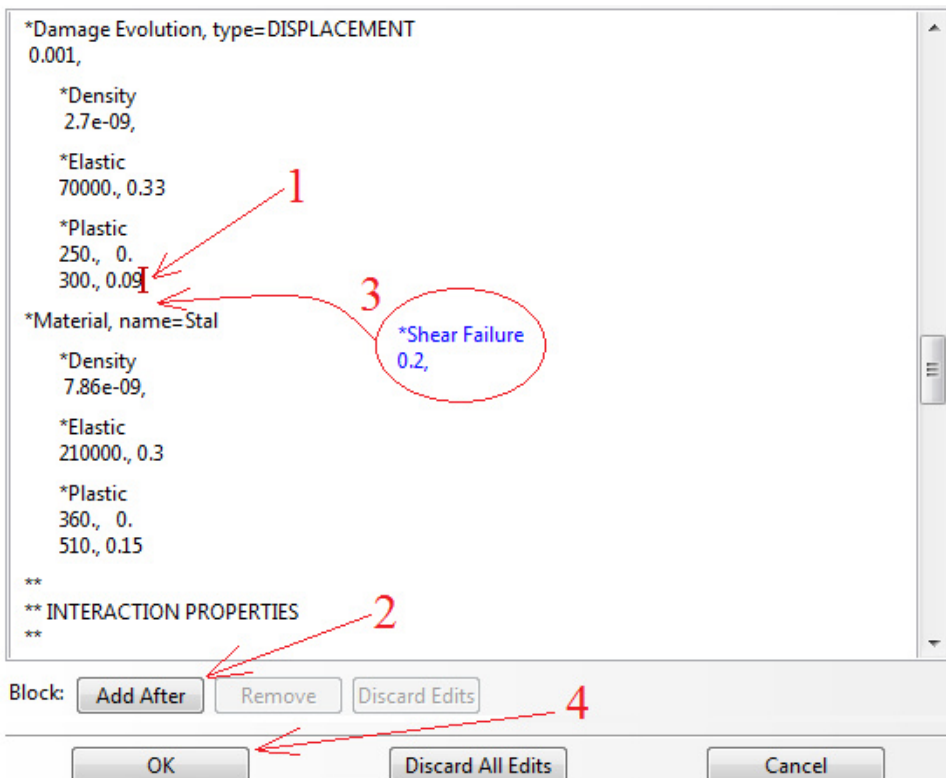 *Damage Evolution, type=DISPLACEMENT
0.001,
*Density
2.7e-09,
*Elastic
70000., 0.33
1
*Plastic
250., 0.
300., 0.09
3
*Material, name=Stal
*Shear Failure
0.2,
*Density
7.86e-09,
*Elastic
210000., 0.3
*Plastic
360., 0.
510., 0.15
**
** INTERACTION PROPERTIES
**
2
Block: Add After Remove Discard Edits
4
OK Discard All Edits Cancel